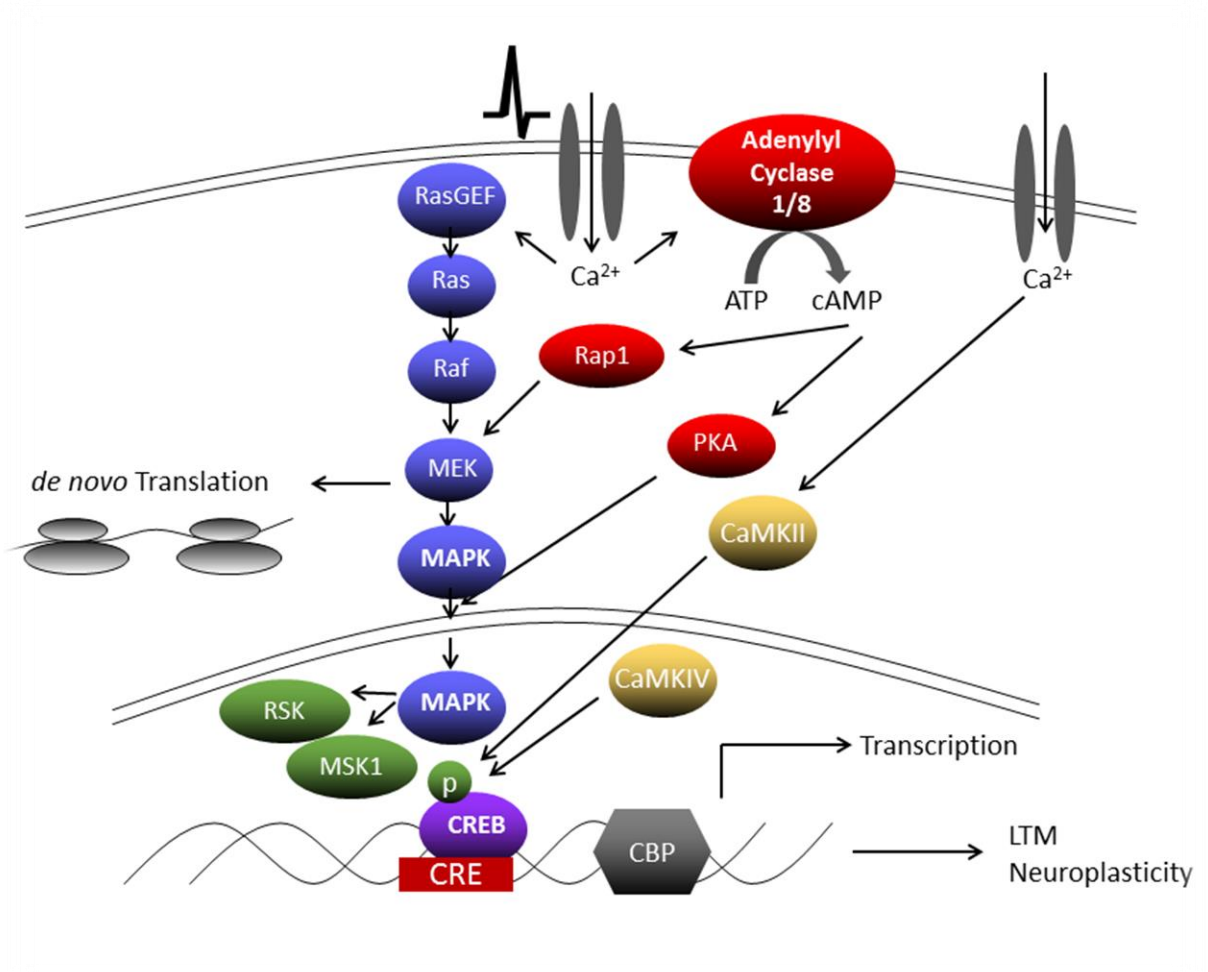 Adenylyl
Cyclase
1/8
RasGEF
Ca²⁺
Ca²⁺
Ras
ATP
cAMP
Raf
Rap1
PKA
MEK
de novo Translation
CaMKII
MAPK
CaMKIV
RSK
MAPK
MSK1
p
Transcription
CREB
CBP
CRE
LTM
Neuroplasticity